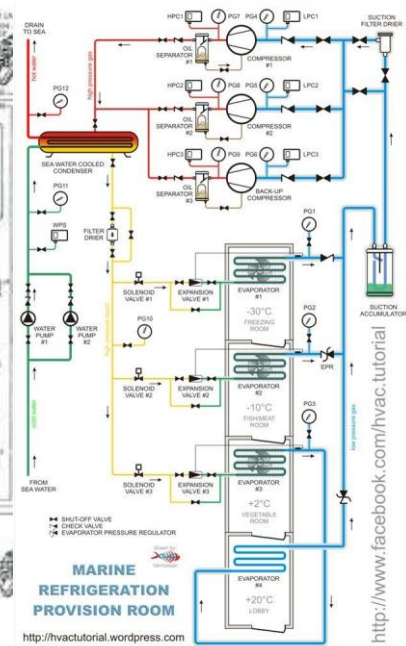 DRAIN
TO SEA
hot water
PG12
high pressure gas
HPC1
PG7
PG4
LPC1
SUCTION
FILTER DRIER
OIL
SEPARATOR
#1
COMPRESSOR
#1
HPC2
PG8
PG5
LPC2
OIL
SEPARATOR
#2
COMPRESSOR
#2
HPC3
PG6
LPC3
OIL
SEPARATOR
#3
BACK-UP
COMPRESSOR
SEA WATER COOLED
CONDENSER
PG11
WPS
FILTER
DRIER
WATER
PUMP
#1
WATER
PUMP
#2
cold water
FROM
SEA WATER
high pressure liquid
SOLENOID
VALVE #1
EXPANSION
VALVE #1
EVAPORATOR
#1
-30°C
FREEZING
ROOM
PG1
SUCTION
ACCUMULATOR
PG10
PG2
EPR
SOLENOID
VALVE #2
EXPANSION
VALVE #2
EVAPORATOR
#2
-10°C
FISH/MEAT
ROOM
PG3
low pressure gas
SOLENOID
VALVE #3
EXPANSION
VALVE #3
EVAPORATOR
#3
+2°C
VEGETABLE
ROOM
EVAPORATOR
#4
+20°C
LOBBY
SHUT-OFF VALVE
CHECK VALVE
EVAPORATOR PRESSURE REGULATOR
drawn by:
MARINE
REFRIGERATION
PROVISION ROOM
http://hvactutorial.wordpress.com
http://www.facebook.com/hvac.tutorial